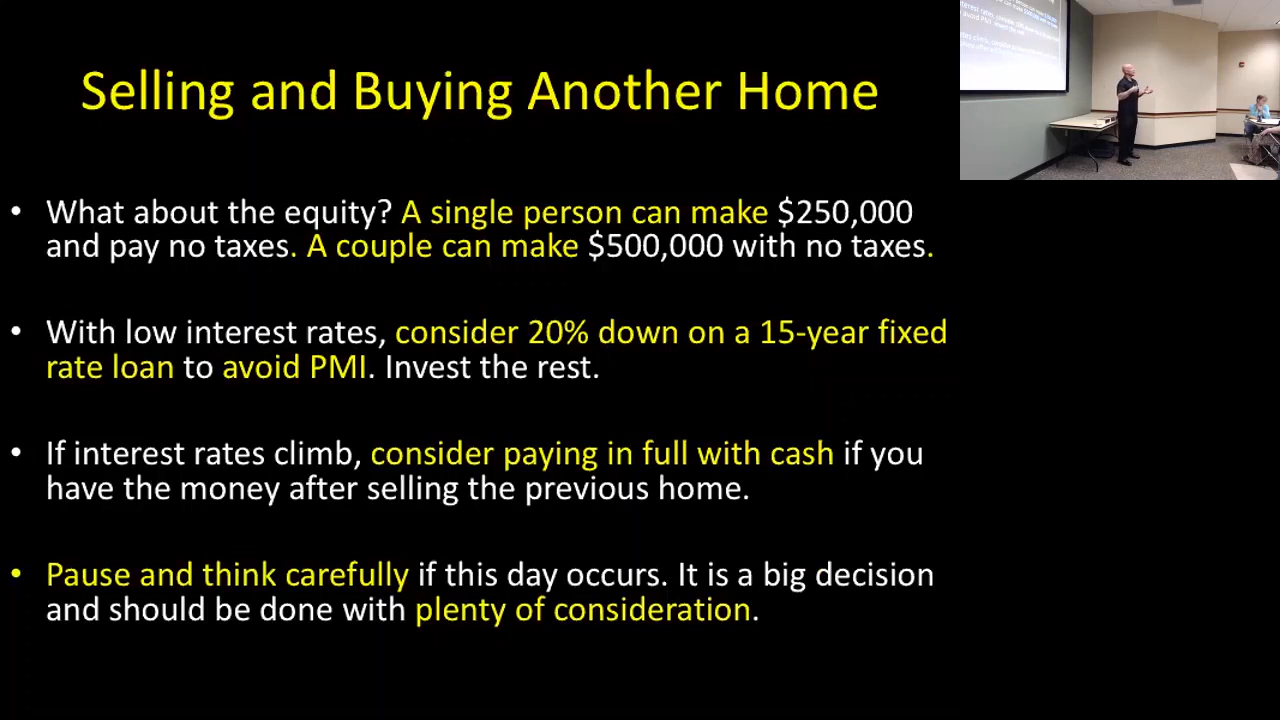 Selling and Buying Another Home
• What about the equity? A single person can make $250,000
and pay no taxes. A couple can make $500,000 with no taxes.
• With low interest rates, consider 20% down on a 15-year fixed
rate loan to avoid PMI. Invest the rest.
• If interest rates climb, consider paying in full with cash if you
have the money after selling the previous home.
• Pause and think carefully if this day occurs. It is a big decision
and should be done with plenty of consideration.